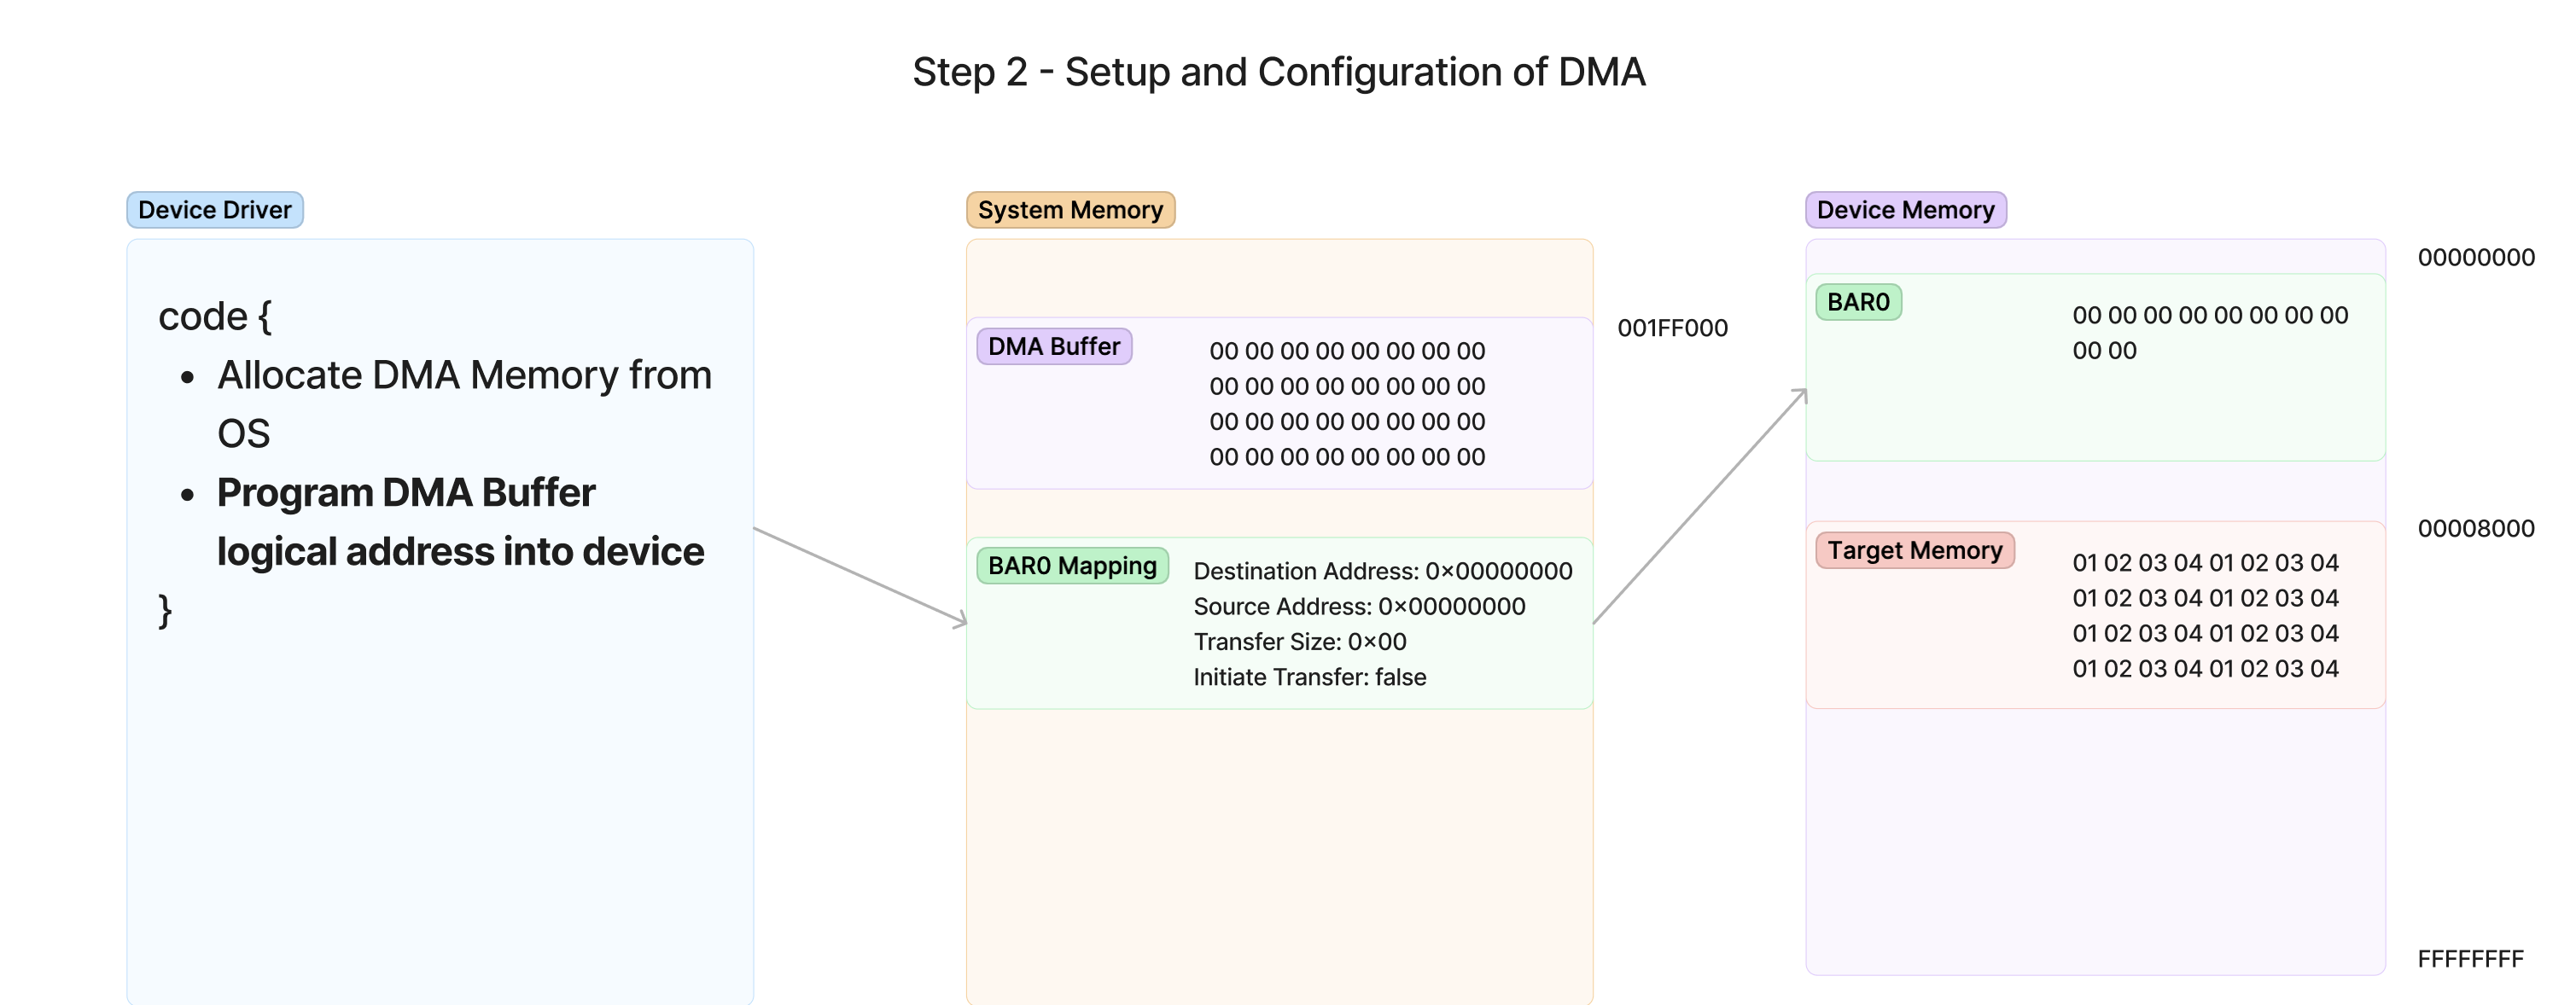 Step 2 - Setup and Configuration of DMA
Device Driver
code {
• Allocate DMA Memory from
OS
• Program DMA Buffer
logical address into device
}
System Memory
DMA Buffer
00 00 00 00 00 00 00 00
00 00 00 00 00 00 00 00
00 00 00 00 00 00 00 00
00 00 00 00 00 00 00 00
001FF000
BAR0 Mapping
Destination Address: 0×00000000
Source Address: 0×00000000
Transfer Size: 0×00
Initiate Transfer: false
Device Memory
00000000
BAR0
00 00 00 00 00 00 00 00
00 00
00008000
Target Memory
01 02 03 04 01 02 03 04
01 02 03 04 01 02 03 04
01 02 03 04 01 02 03 04
01 02 03 04 01 02 03 04
FFFFFFFF